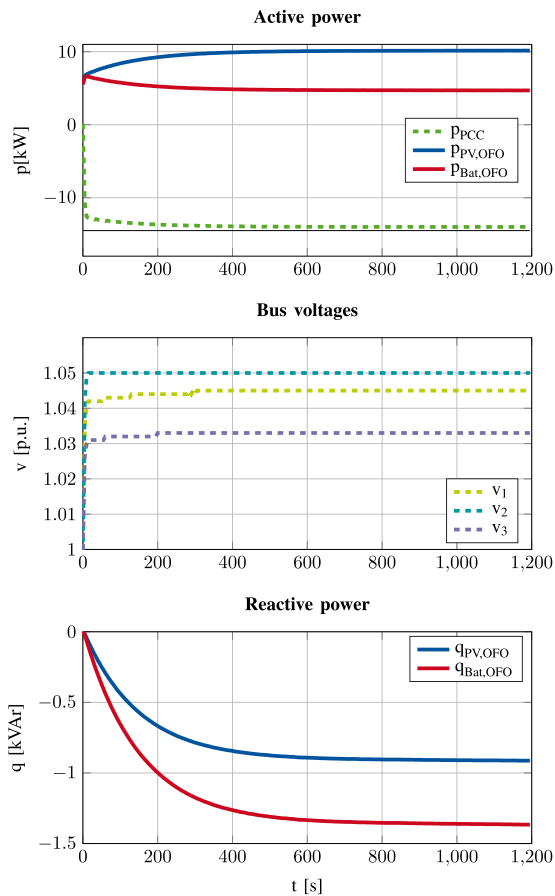 Active power
10
0
−10
p[kW]
p_PCC
p_PV,OFO
p_Bat,OFO
0 200 400 600 800 1,000 1,200
Bus voltages
1.05
1.04
1.03
1.02
1.01
1
v [p.u.]
v_1
v_2
v_3
0 200 400 600 800 1,000 1,200
Reactive power
0
−0.5
−1
−1.5
q [kVAr]
q_PV,OFO
q_Bat,OFO
0 200 400 600 800 1,000 1,200
t [s]